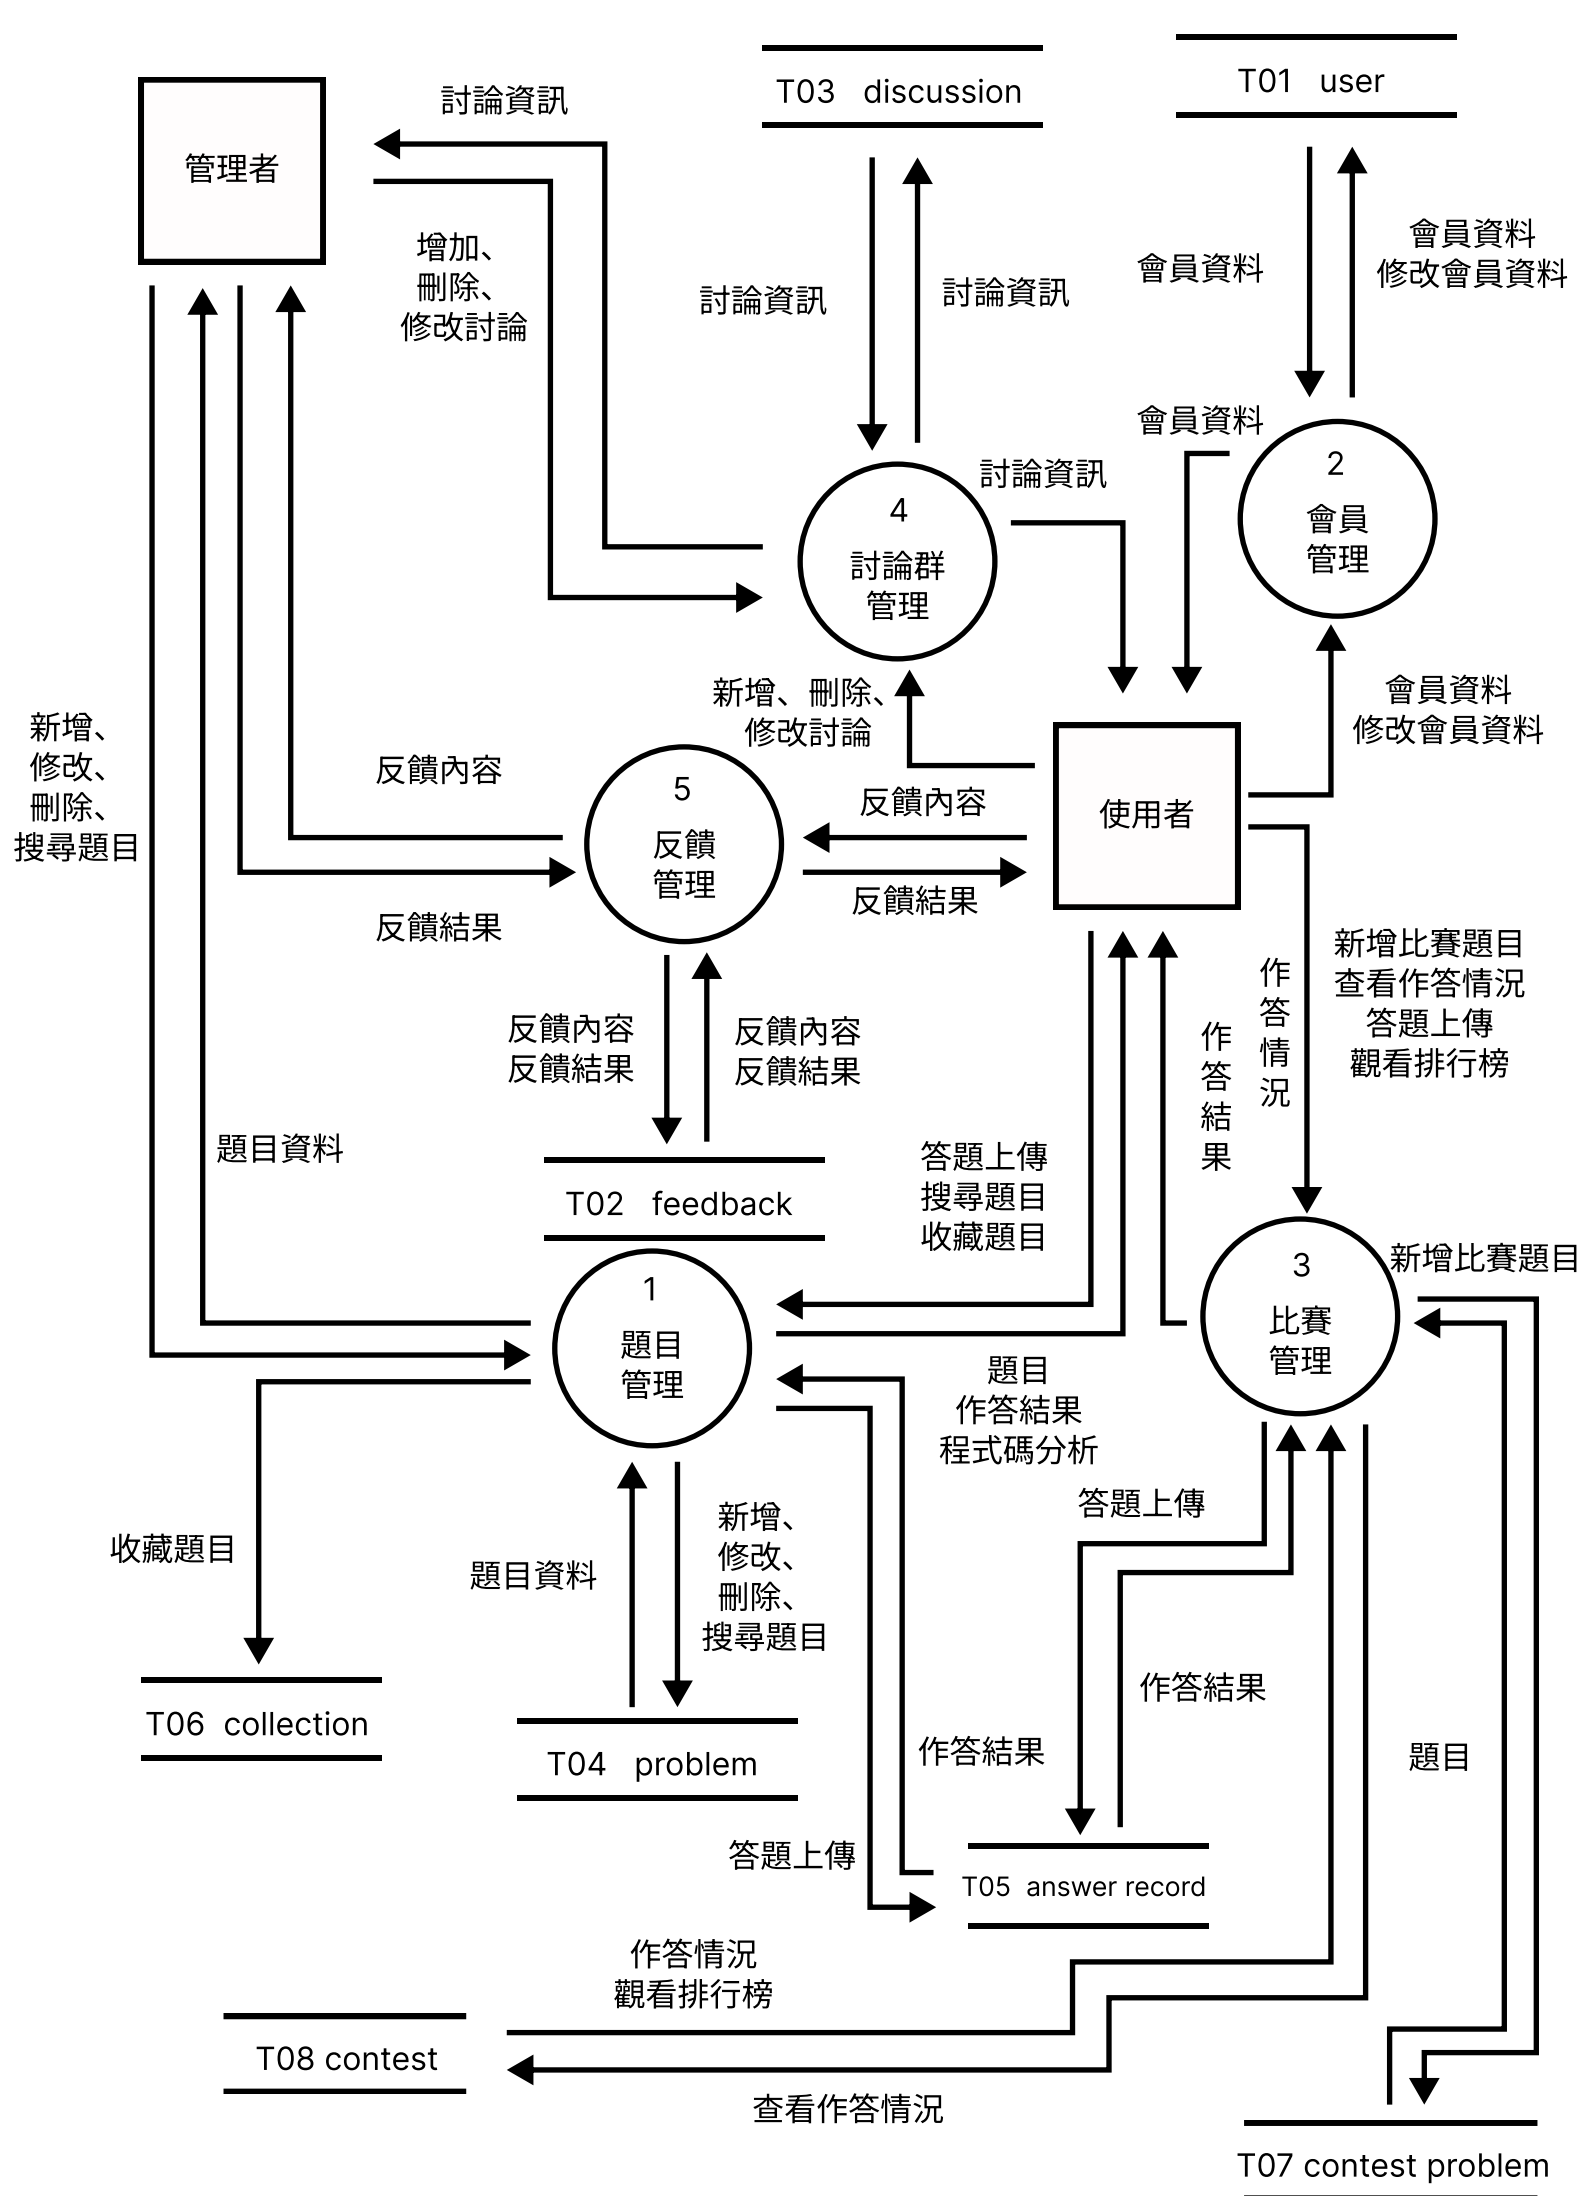 T01 user
T03 discussion
管理者
討論資訊
增加、
刪除、
修改討論
討論資訊
討論資訊
會員資料
會員資料
修改會員資料
會員資料
2
會員
管理
討論資訊
4
討論群
管理
新增、刪除、
修改討論
會員資料
修改會員資料
新增、
修改、
刪除、
搜尋題目
反饋內容
5
反饋
管理
反饋內容
使用者
反饋結果
反饋結果
反饋內容
反饋結果
反饋內容
反饋結果
作
答
結
果
作
答
情
況
新增比賽題目
查看作答情況
答題上傳
觀看排行榜
題目資料
T02 feedback
答題上傳
搜尋題目
收藏題目
1
題目
管理
3
比賽
管理
新增比賽題目
題目
作答結果
程式碼分析
答題上傳
收藏題目
題目資料
新增、
修改、
刪除、
搜尋題目
作答結果
作答結果
題目
T06 collection
T04 problem
答題上傳
T05 answer record
作答情況
觀看排行榜
T08 contest
查看作答情況
T07 contest problem